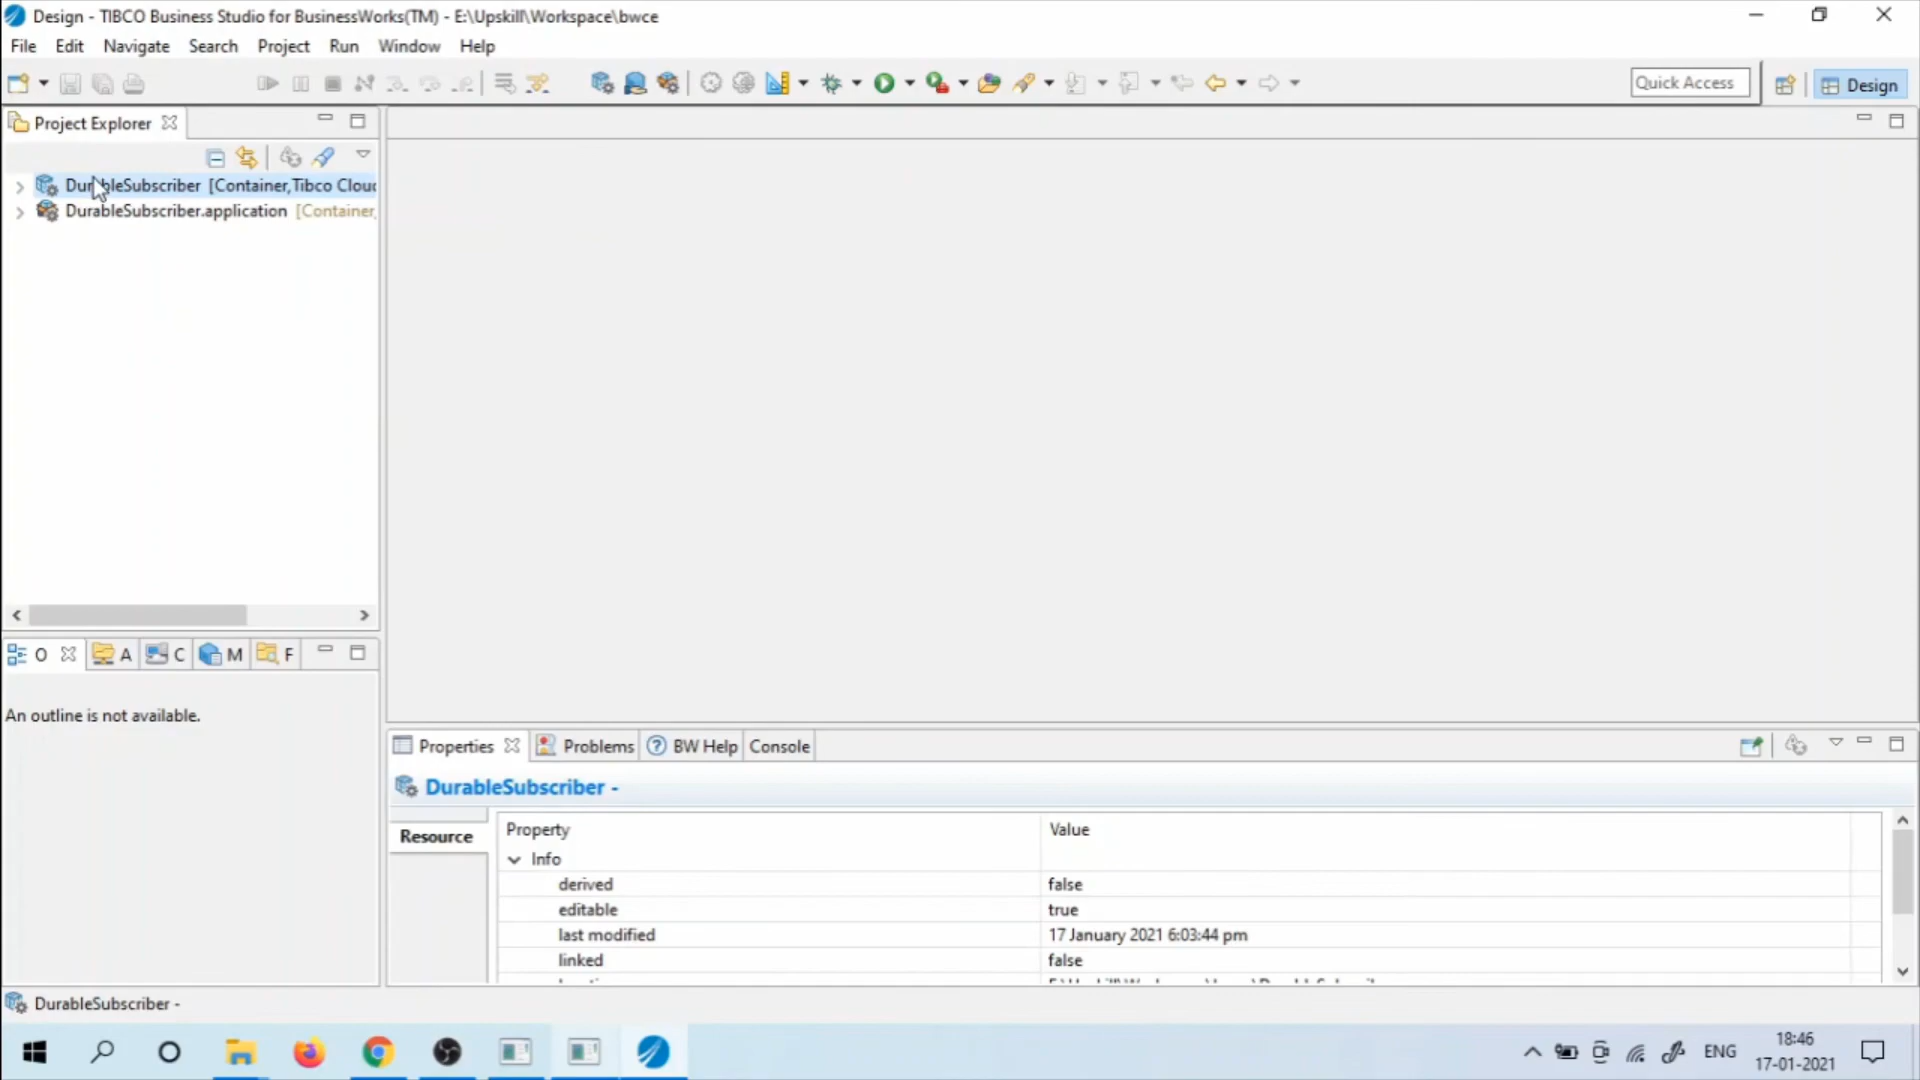 Design - TIBCO Business Studio for BusinessWorks(TM) - E:\Upskill\Workspace\bwce
File Edit Navigate Search Project Run Window Help
Quick Access Design
Project Explorer
DurableSubscriber [Container,Tibco Cloud
DurableSubscriber.application [Container,
O A C M F
An outline is not available.
Properties Problems BW Help Console
DurableSubscriber -
Resource
Property Value
Info
derived false
editable true
last modified 17 January 2021 6:03:44 pm
linked false
DurableSubscriber -
ENG
18:46
17-01-2021